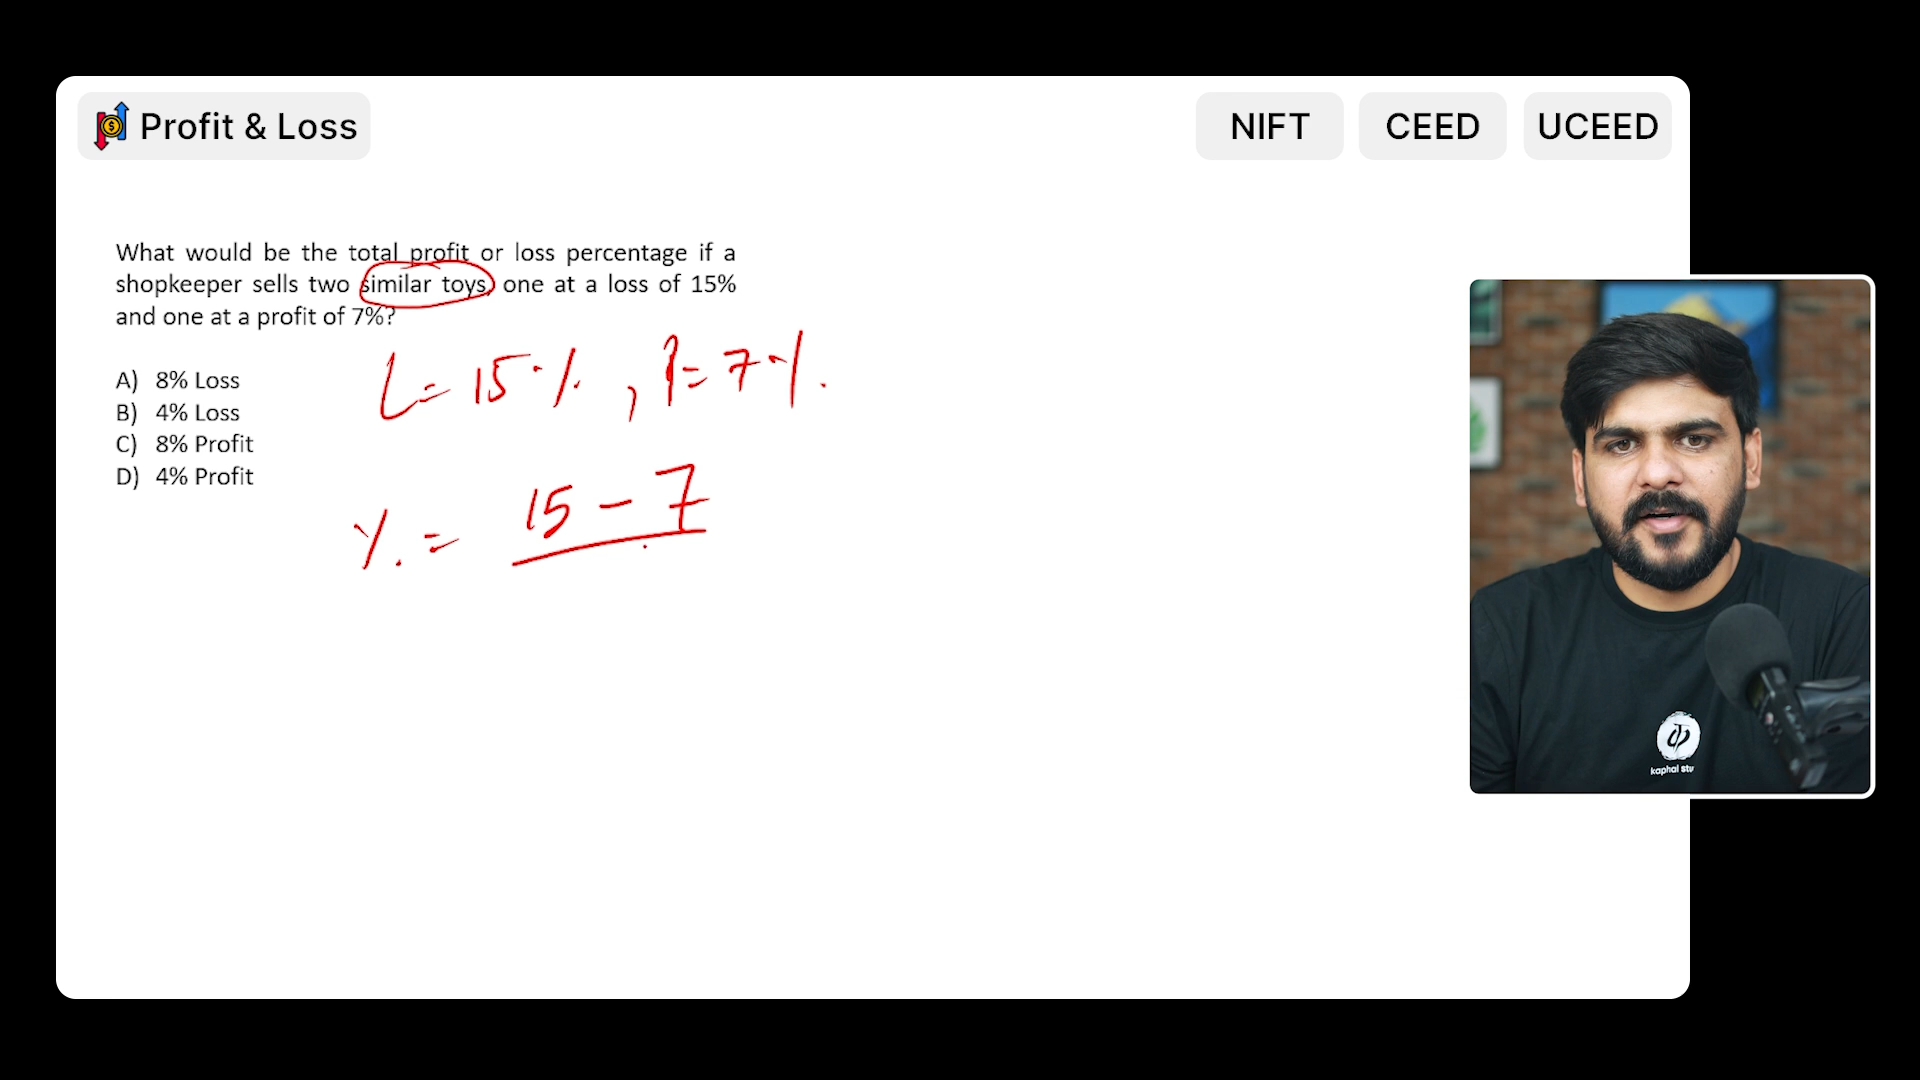 Profit & Loss
NIFT
CEED
UCEED
What would be the total profit or loss percentage if a
shopkeeper sells two similar toys, one at a loss of 15%
and one at a profit of 7%?
A) 8% Loss
B) 4% Loss
C) 8% Profit
D) 4% Profit
L = 15%, P = 7%.
% = 15 - 7
kaphal stu